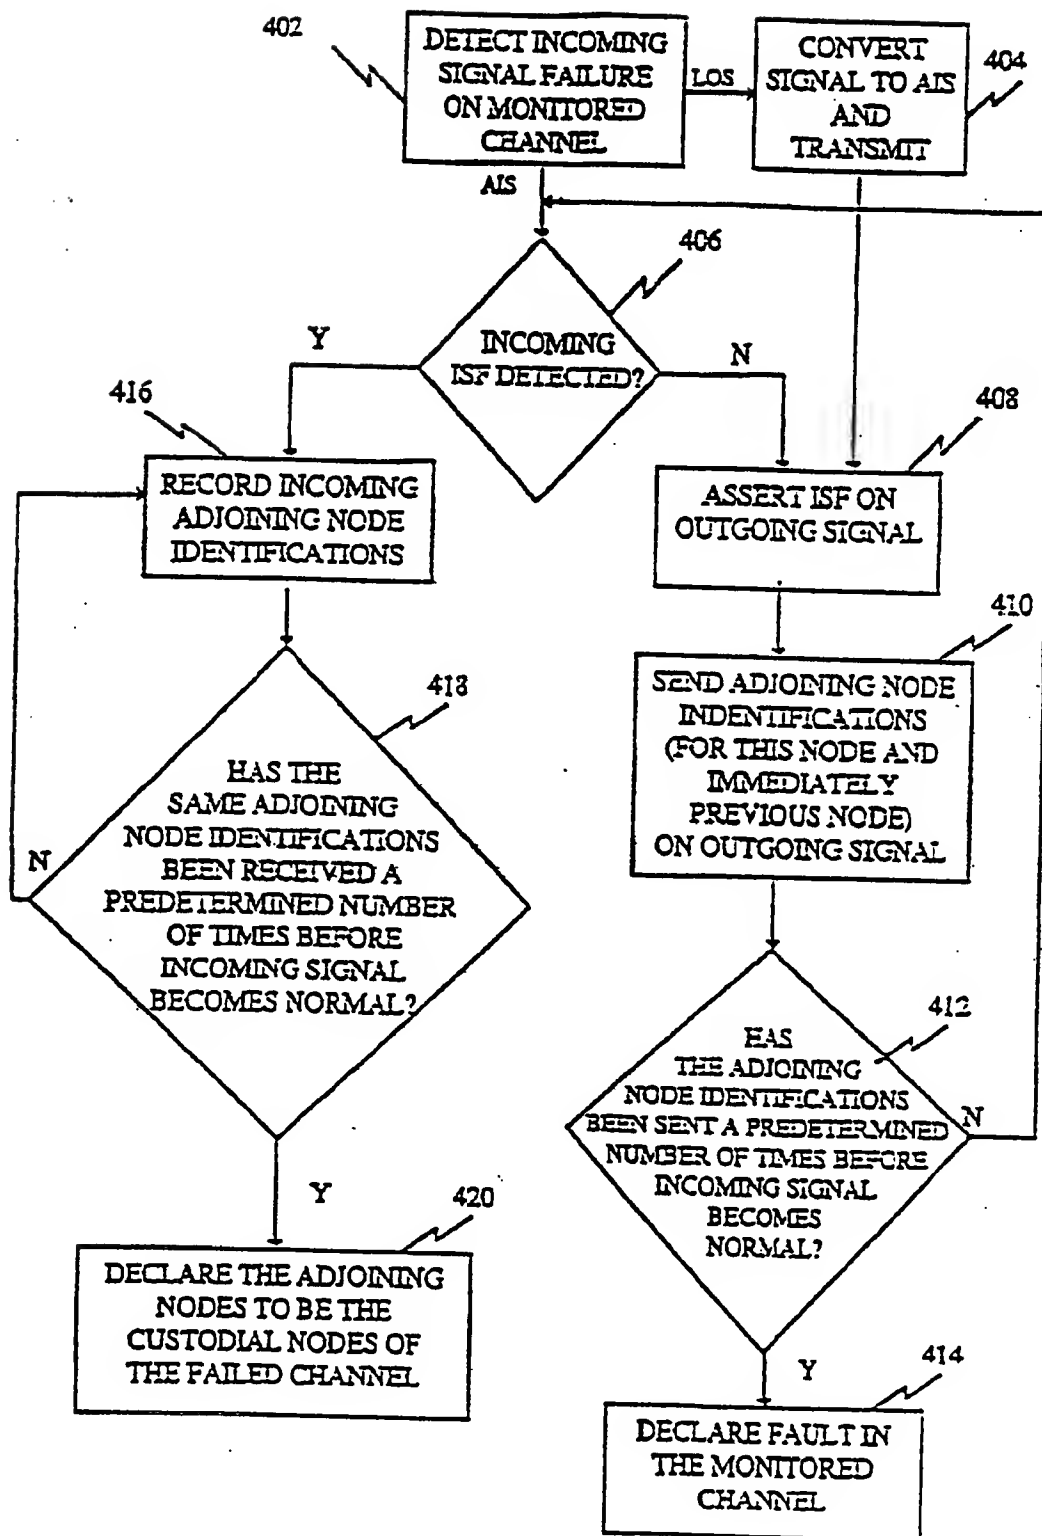 402
DETECT INCOMING
SIGNAL FAILURE
ON MONITORED
CHANNEL
LOS
CONVERT
SIGNAL TO AIS
AND
TRANSMIT
404
AIS
406
INCOMING
ISF DETECTED?
Y
N
416
RECORD INCOMING
ADJOINING NODE
IDENTIFICATIONS
408
ASSERT ISF ON
OUTGOING SIGNAL
410
SEND ADJOINING NODE
INDENTIFICATIONS
(FOR THIS NODE AND
IMMEDIATELY
PREVIOUS NODE)
ON OUTGOING SIGNAL
418
HAS THE
SAME ADJOINING
NODE IDENTIFICATIONS
BEEN RECEIVED A
PREDETERMINED NUMBER
OF TIMES BEFORE
INCOMING SIGNAL
BECOMES NORMAL?
N
Y
412
HAS
THE ADJOINING
NODE IDENTIFICATIONS
BEEN SENT A PREDETERMINED
NUMBER OF TIMES BEFORE
INCOMING SIGNAL
BECOMES
NORMAL?
N
Y
420
DECLARE THE ADJOINING
NODES TO BE THE
CUSTODIAL NODES OF
THE FAILED CHANNEL
414
DECLARE FAULT IN
THE MONITORED
CHANNEL